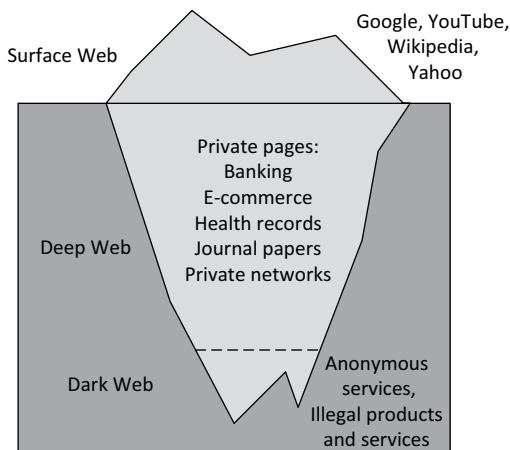 Surface Web
Google, YouTube,
Wikipedia,
Yahoo
Private pages:
Banking
E-commerce
Health records
Journal papers
Private networks
Deep Web
Dark Web
Anonymous
services,
Illegal products
and services